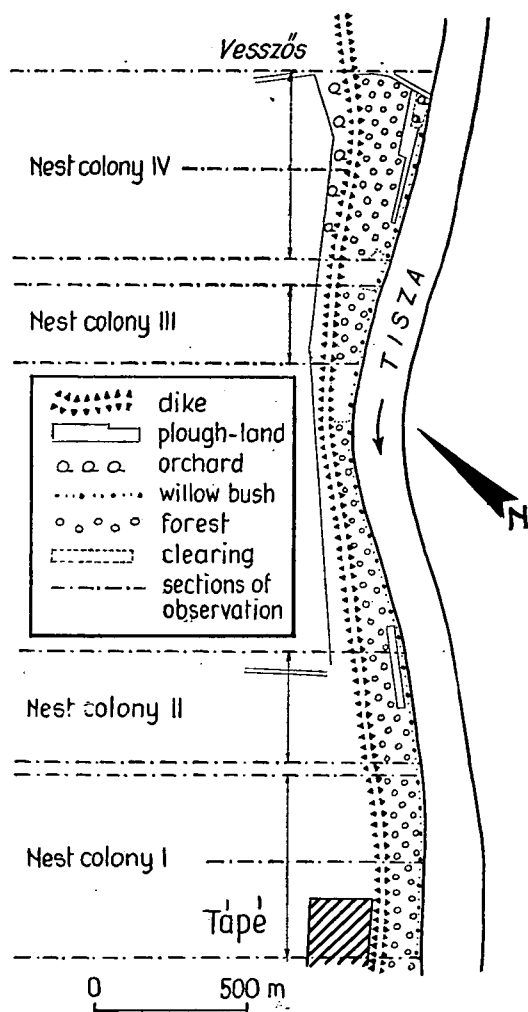 Vesszős
Nest colony IV
Nest colony III
TISZA
dike
plough-land
orchard
willow bush
forest
clearing
sections of
observation
N
Nest colony II
Nest colony I
Tápé
0 500 m